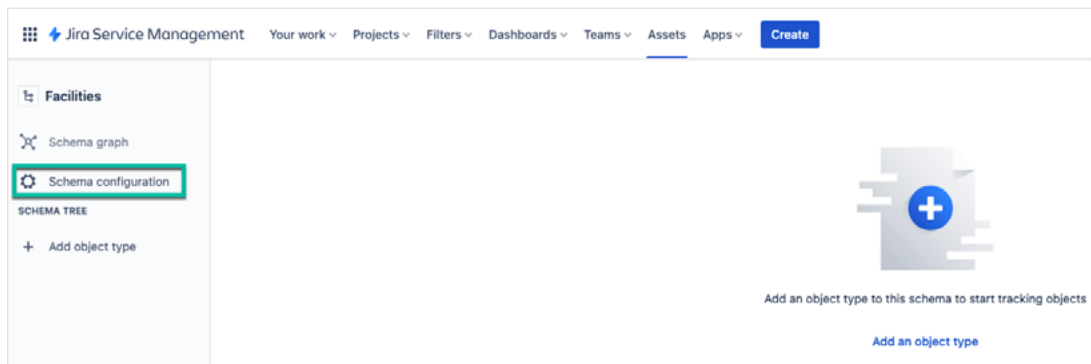 Jira Service Management Your work Projects Filters Dashboards Teams Assets Apps Create
Facilities
Schema graph
Schema configuration
SCHEMA TREE
+ Add object type
Add an object type to this schema to start tracking objects
Add an object type